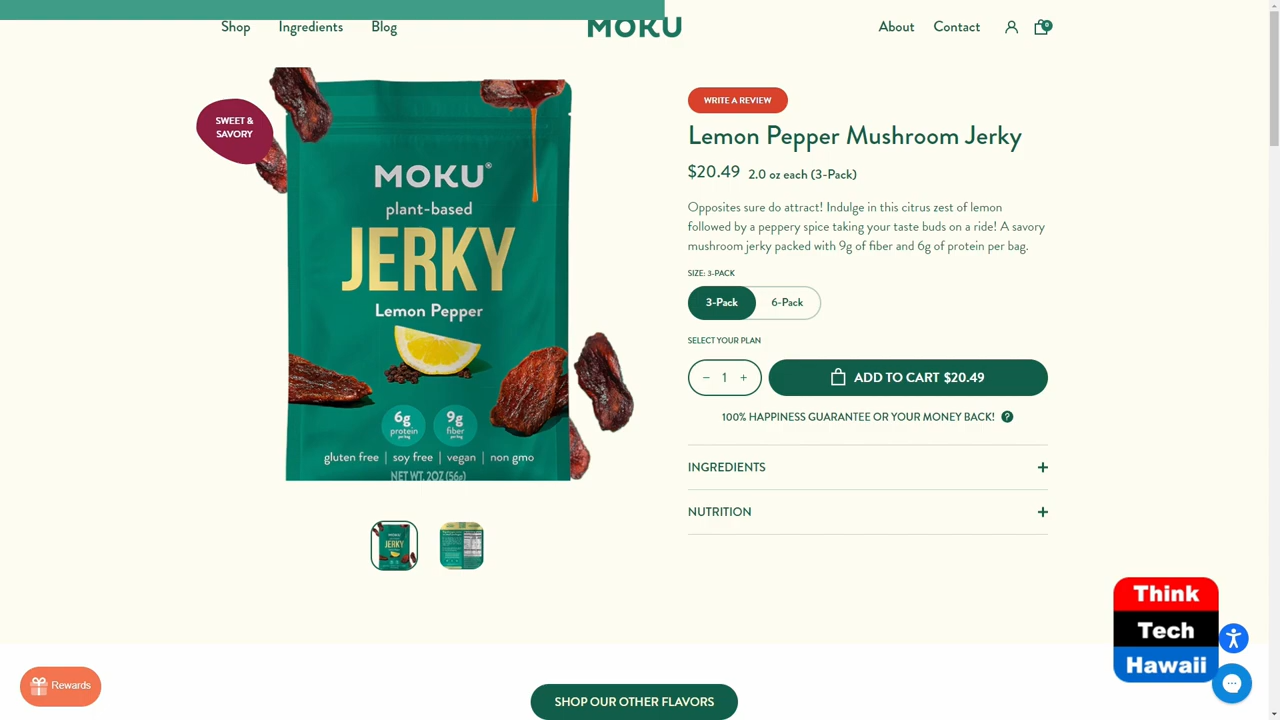 Shop Ingredients Blog MOKU About Contact 0
SWEET &
SAVORY
MOKU®
plant-based
JERKY
Lemon Pepper
6g
protein
per bag
9g
fiber
per bag
gluten free | soy free | vegan | non gmo
NET WT. 2OZ (56g)
JERKY
WRITE A REVIEW
Lemon Pepper Mushroom Jerky
$20.49 2.0 oz each (3-Pack)
Opposites sure do attract! Indulge in this citrus zest of lemon
followed by a peppery spice taking your taste buds on a ride! A savory
mushroom jerky packed with 9g of fiber and 6g of protein per bag.
SIZE: 3-PACK
3-Pack 6-Pack
SELECT YOUR PLAN
− 1 + ADD TO CART $20.49
100% HAPPINESS GUARANTEE OR YOUR MONEY BACK! ?
INGREDIENTS +
NUTRITION +
Think
Tech
Hawaii
Rewards
SHOP OUR OTHER FLAVORS